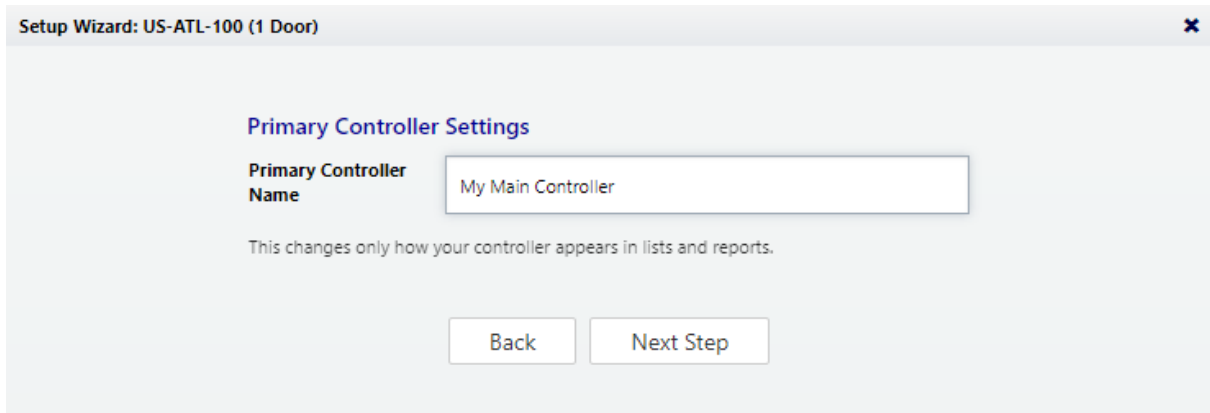 Setup Wizard: US-ATL-100 (1 Door)
Primary Controller Settings
Primary Controller
Name
My Main Controller
This changes only how your controller appears in lists and reports.
Back
Next Step